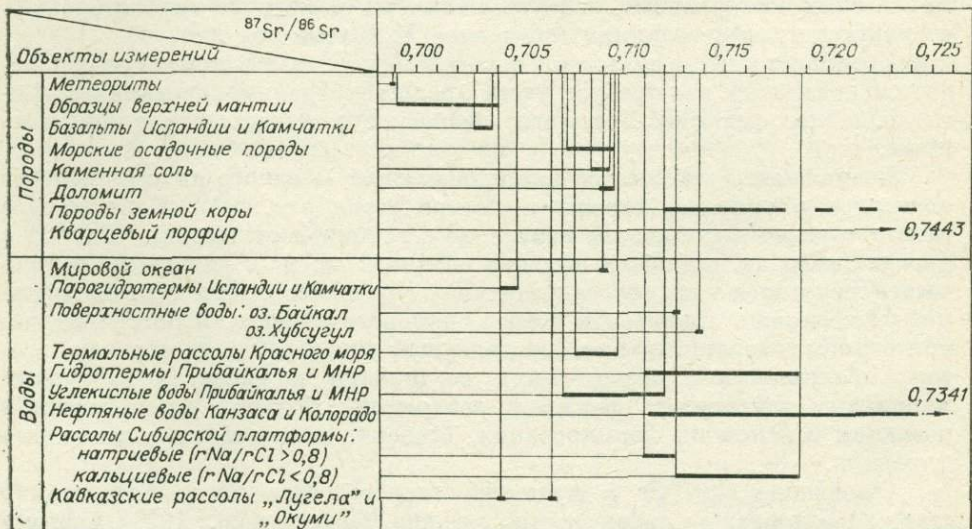 ⁸⁷Sr/⁸⁶Sr
Объекты измерений
0,700 0,705 0,710 0,715 0,720 0,725
Породы
Метеориты
Образцы верхней мантии
Базальты Исландии и Камчатки
Морские осадочные породы
Каменная соль
Доломит
Породы земной коры
Кварцевый порфир
0,7443
Воды
Мировой океан
Парогидротермы Исландии и Камчатки
Поверхностные воды: оз. Байкал
оз. Хубсугул
Термальные рассолы Красного моря
Гидротермы Прибайкалья и МНР
Углекислые воды Прибайкалья и МНР
Нефтяные воды Канзаса и Колорадо
0,7341
Рассолы Сибирской платформы:
натриевые (rNa/rCl>0,8)
кальциевые (rNa/rCl<0,8)
Кавказские рассолы „Лугела" и
„Окуми"